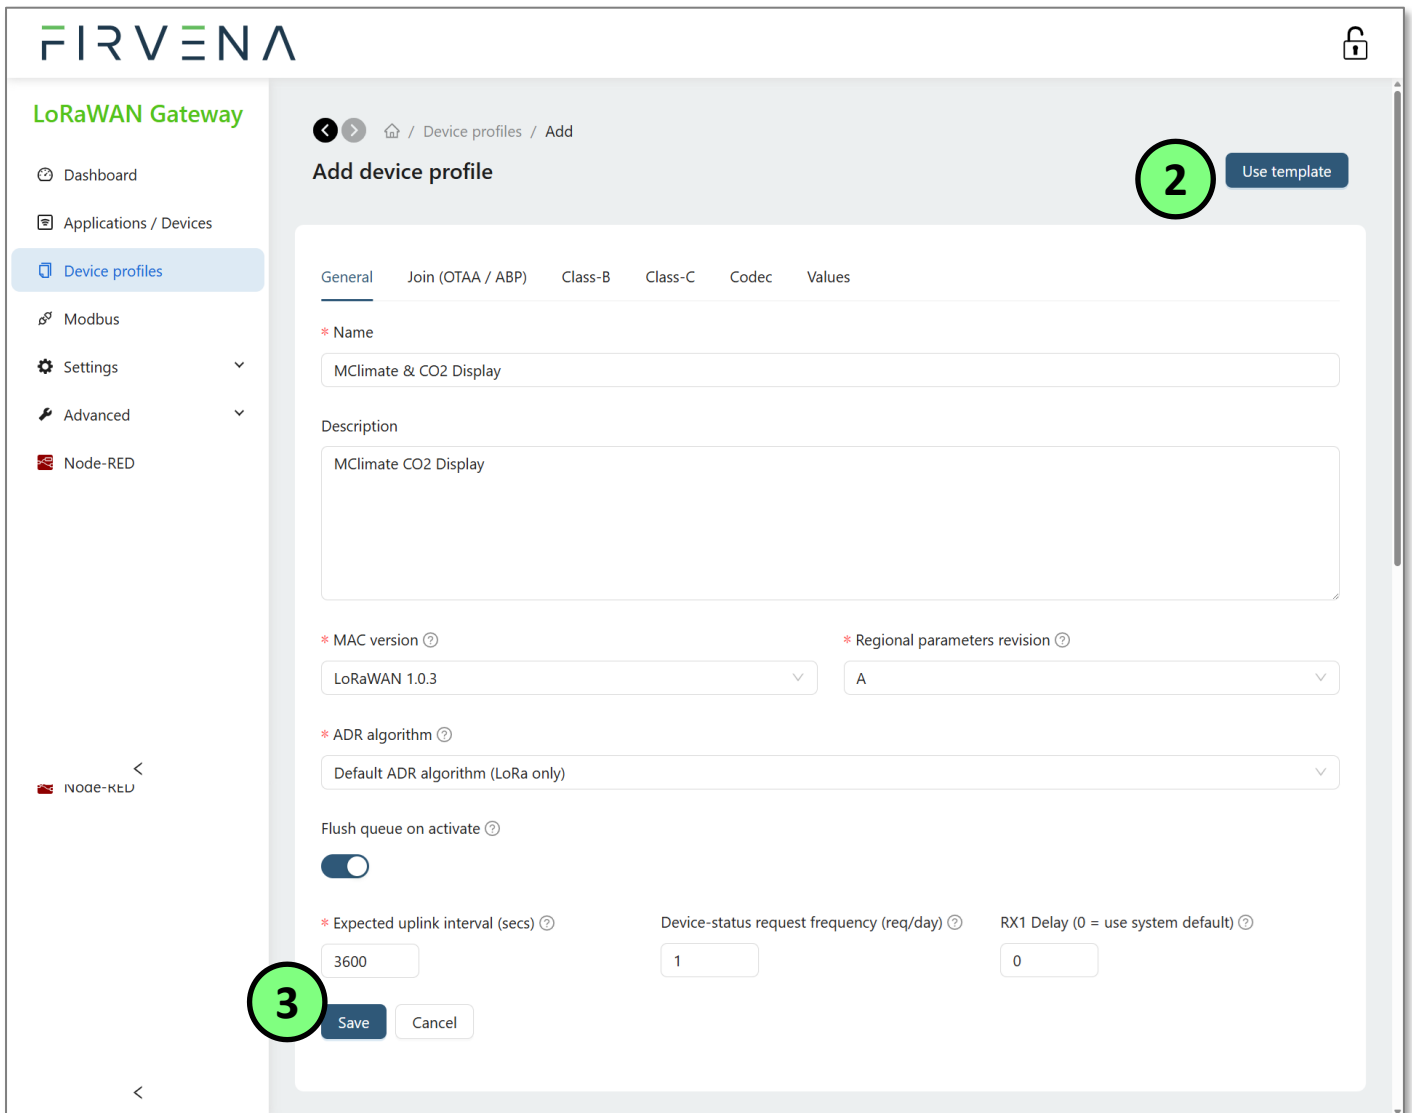 FIRVENA
LoRaWAN Gateway
Dashboard
Applications / Devices
Device profiles
Modbus
Settings
Advanced
Node-RED
Node-RED
/ Device profiles / Add
Add device profile
2
Use template
General Join (OTAA / ABP) Class-B Class-C Codec Values
* Name
MClimate & CO2 Display
Description
MClimate CO2 Display
* MAC version ?
* Regional parameters revision ?
LoRaWAN 1.0.3
A
* ADR algorithm ?
Default ADR algorithm (LoRa only)
Flush queue on activate ?
* Expected uplink interval (secs) ?
Device-status request frequency (req/day) ?
RX1 Delay (0 = use system default) ?
3600
1
0
3
Save
Cancel